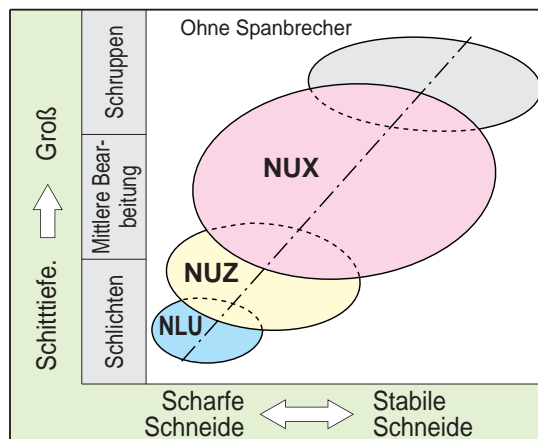 Ohne Spanbrecher
Groß
Schitttiefe.
Schruppen
Mittlere Bear-
beitung
Schlichten
NUX
NUZ
NLU
Scharfe
Schneide
Stabile
Schneide